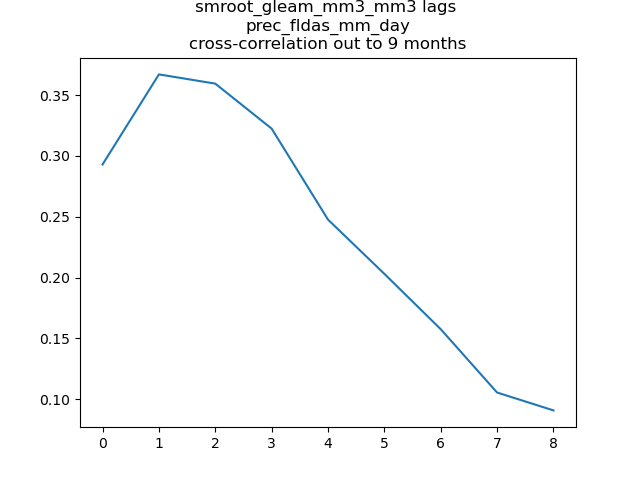 smroot_gleam_mm3_mm3 lags
prec_fldas_mm_day
cross-correlation out to 9 months
0.35
0.30
0.25
0.20
0.15
0.10
0 1 2 3 4 5 6 7 8